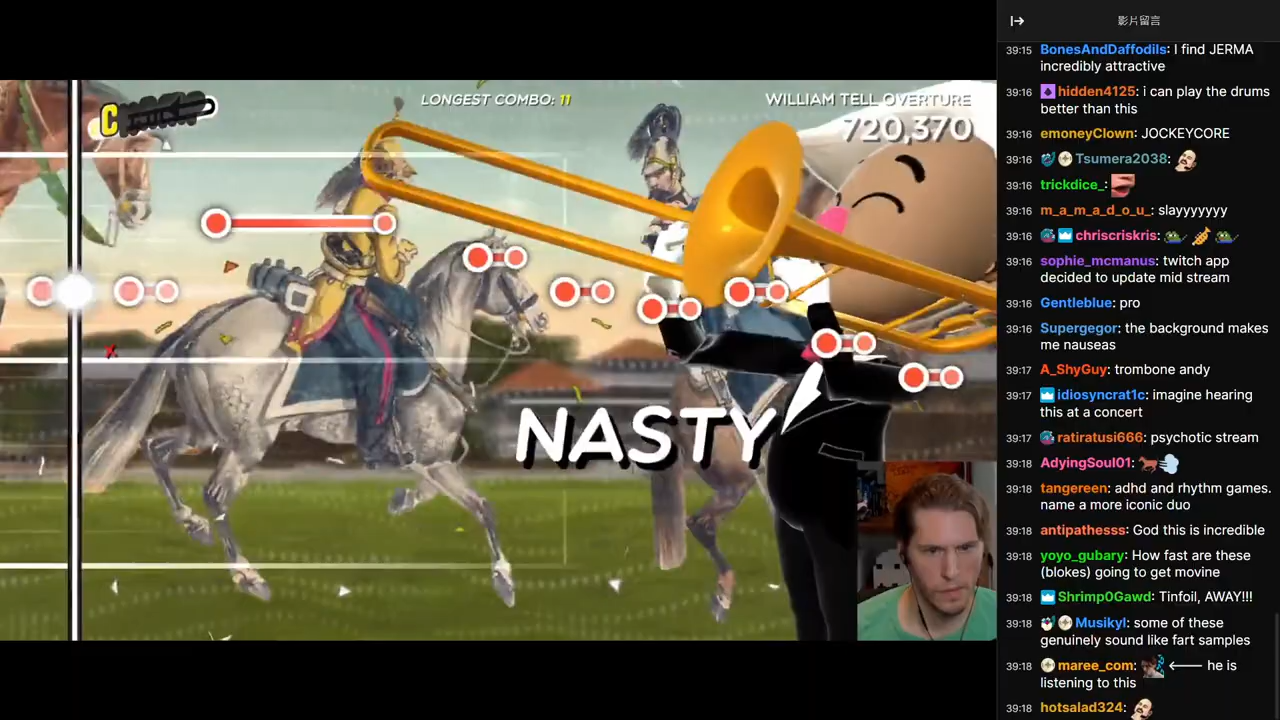 C
LONGEST COMBO: 11
WILLIAM TELL OVERTURE
720,370
NASTY
影片留言
39:15 BonesAndDaffodils: I find JERMA
incredibly attractive
39:16 hidden4125: i can play the drums
better than this
39:16 emoneyClown: JOCKEYCORE
39:16 Tsumera2038:
39:16 trickdice_:
39:16 m_a_m_a_d_o_u_: slayyyyyyy
39:16 chriscriskris:
39:16 sophie_mcmanus: twitch app
decided to update mid stream
39:16 Gentleblue: pro
39:16 Supergegor: the background makes
me nauseas
39:17 A_ShyGuy: trombone andy
39:17 idiosyncrat1c: imagine hearing
this at a concert
39:17 ratiratusi666: psychotic stream
39:18 AdyingSoul01:
39:18 tangereen: adhd and rhythm games.
name a more iconic duo
39:18 antipathesss: God this is incredible
39:18 yoyo_gubary: How fast are these
(blokes) going to get movine
39:18 Shrimp0Gawd: Tinfoil, AWAY!!!
39:18 Musikyl: some of these
genuinely sound like fart samples
39:18 maree_com: <—— he is
listening to this
39:18 hotsalad324: